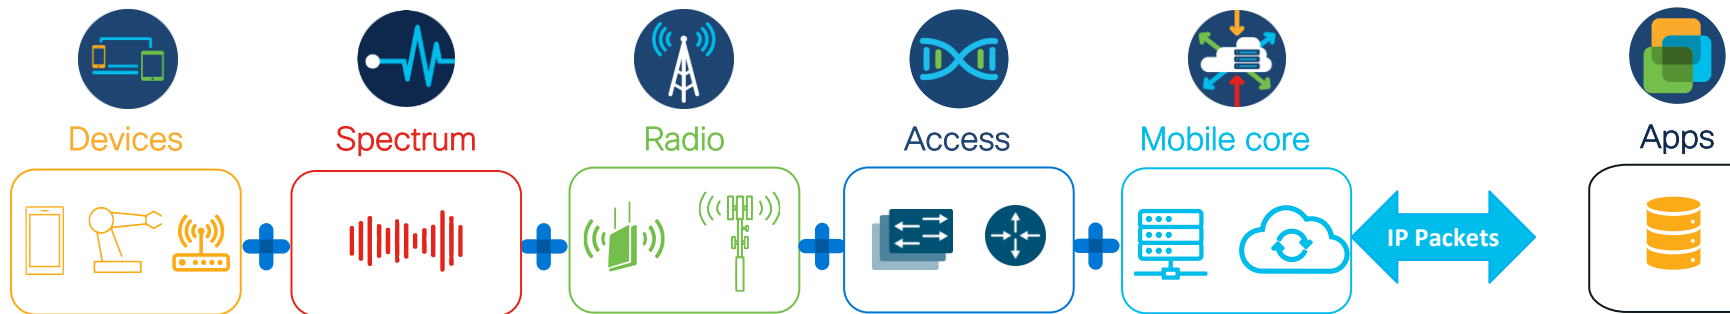 Devices
Spectrum
Radio
Access
Mobile core
Apps
IP Packets